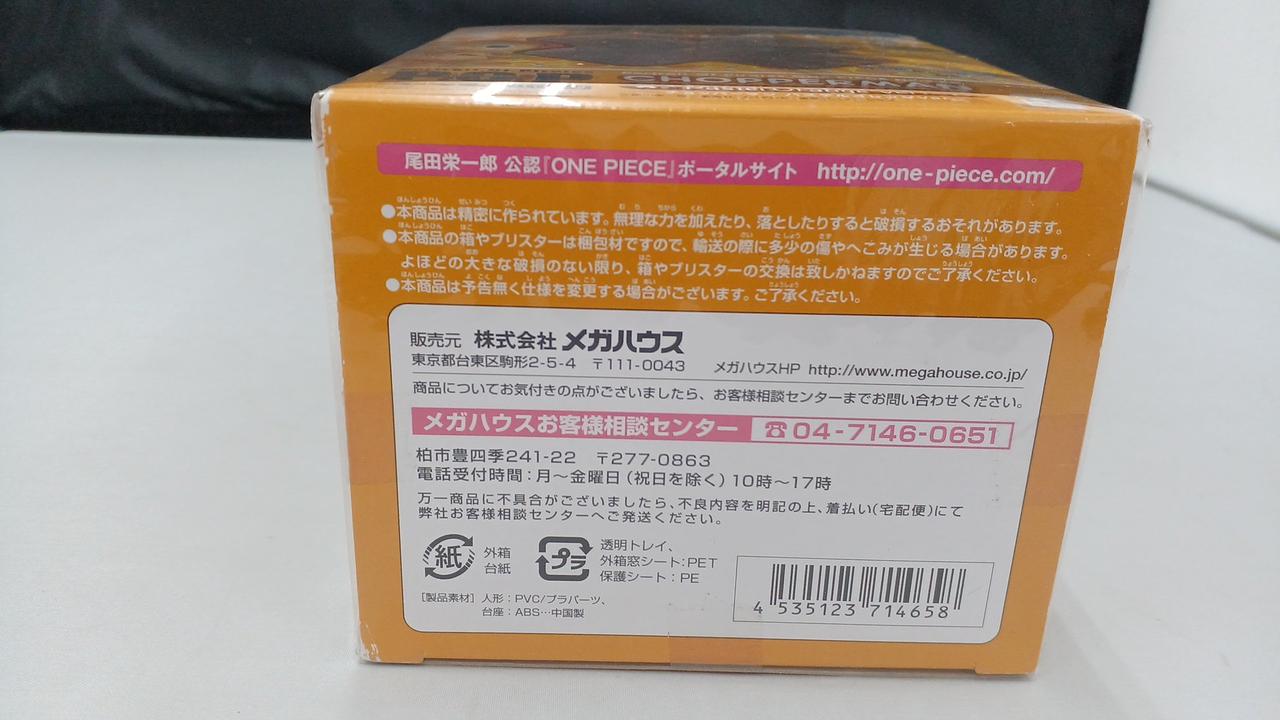 CHOPPERMAN
尾田栄一郎 公認『ONE PIECE』ポータルサイト http://one-piece.com/
●本商品は精密に作られています。無理な力を加えたり、落としたりすると破損するおそれがあります。
●本商品の箱やブリスターは梱包材ですので、輸送の際に多少の傷やへこみが生じる場合があります。
よほどの大きな破損のない限り、箱やブリスターの交換は致しかねますのでご了承ください。
●本商品は予告無く仕様を変更する場合がございます。ご了承ください。
販売元 株式会社 メガハウス
東京都台東区駒形2-5-4 〒111-0043 メガハウスHP http://www.megahouse.co.jp/
商品についてお気付きの点がございましたら、お客様相談センターまでお問い合わせください。
メガハウスお客様相談センター ☎04-7146-0651
柏市豊四季241-22 〒277-0863
電話受付時間：月〜金曜日（祝日を除く）10時〜17時
万一商品に不具合がございましたら、不良内容を明記の上、着払い(宅配便)にて
弊社お客様相談センターへご発送ください。
紙 外箱
台紙
プラ 透明トレイ、
外箱窓シート：PET
保護シート：PE
［製品素材］人形：PVC/プラパーツ、
台座：ABS…中国製
4 535123 714658